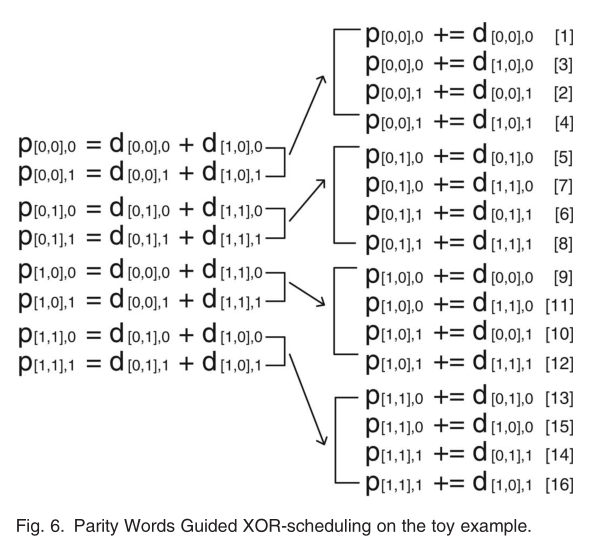 p[0,0],0 = d[0,0],0 + d[1,0],0
p[0,0],1 = d[0,0],1 + d[1,0],1
p[0,1],0 = d[0,1],0 + d[1,1],0
p[0,1],1 = d[0,1],1 + d[1,1],1
p[1,0],0 = d[0,0],0 + d[1,1],0
p[1,0],1 = d[0,0],1 + d[1,1],1
p[1,1],0 = d[0,1],0 + d[1,0],0
p[1,1],1 = d[0,1],1 + d[1,0],1
p[0,0],0 += d[0,0],0 [1]
p[0,0],0 += d[1,0],0 [3]
p[0,0],1 += d[0,0],1 [2]
p[0,0],1 += d[1,0],1 [4]
p[0,1],0 += d[0,1],0 [5]
p[0,1],0 += d[1,1],0 [7]
p[0,1],1 += d[0,1],1 [6]
p[0,1],1 += d[1,1],1 [8]
p[1,0],0 += d[0,0],0 [9]
p[1,0],0 += d[1,1],0 [11]
p[1,0],1 += d[0,0],1 [10]
p[1,0],1 += d[1,1],1 [12]
p[1,1],0 += d[0,1],0 [13]
p[1,1],0 += d[1,0],0 [15]
p[1,1],1 += d[0,1],1 [14]
p[1,1],1 += d[1,0],1 [16]
Fig. 6. Parity Words Guided XOR-scheduling on the toy example.